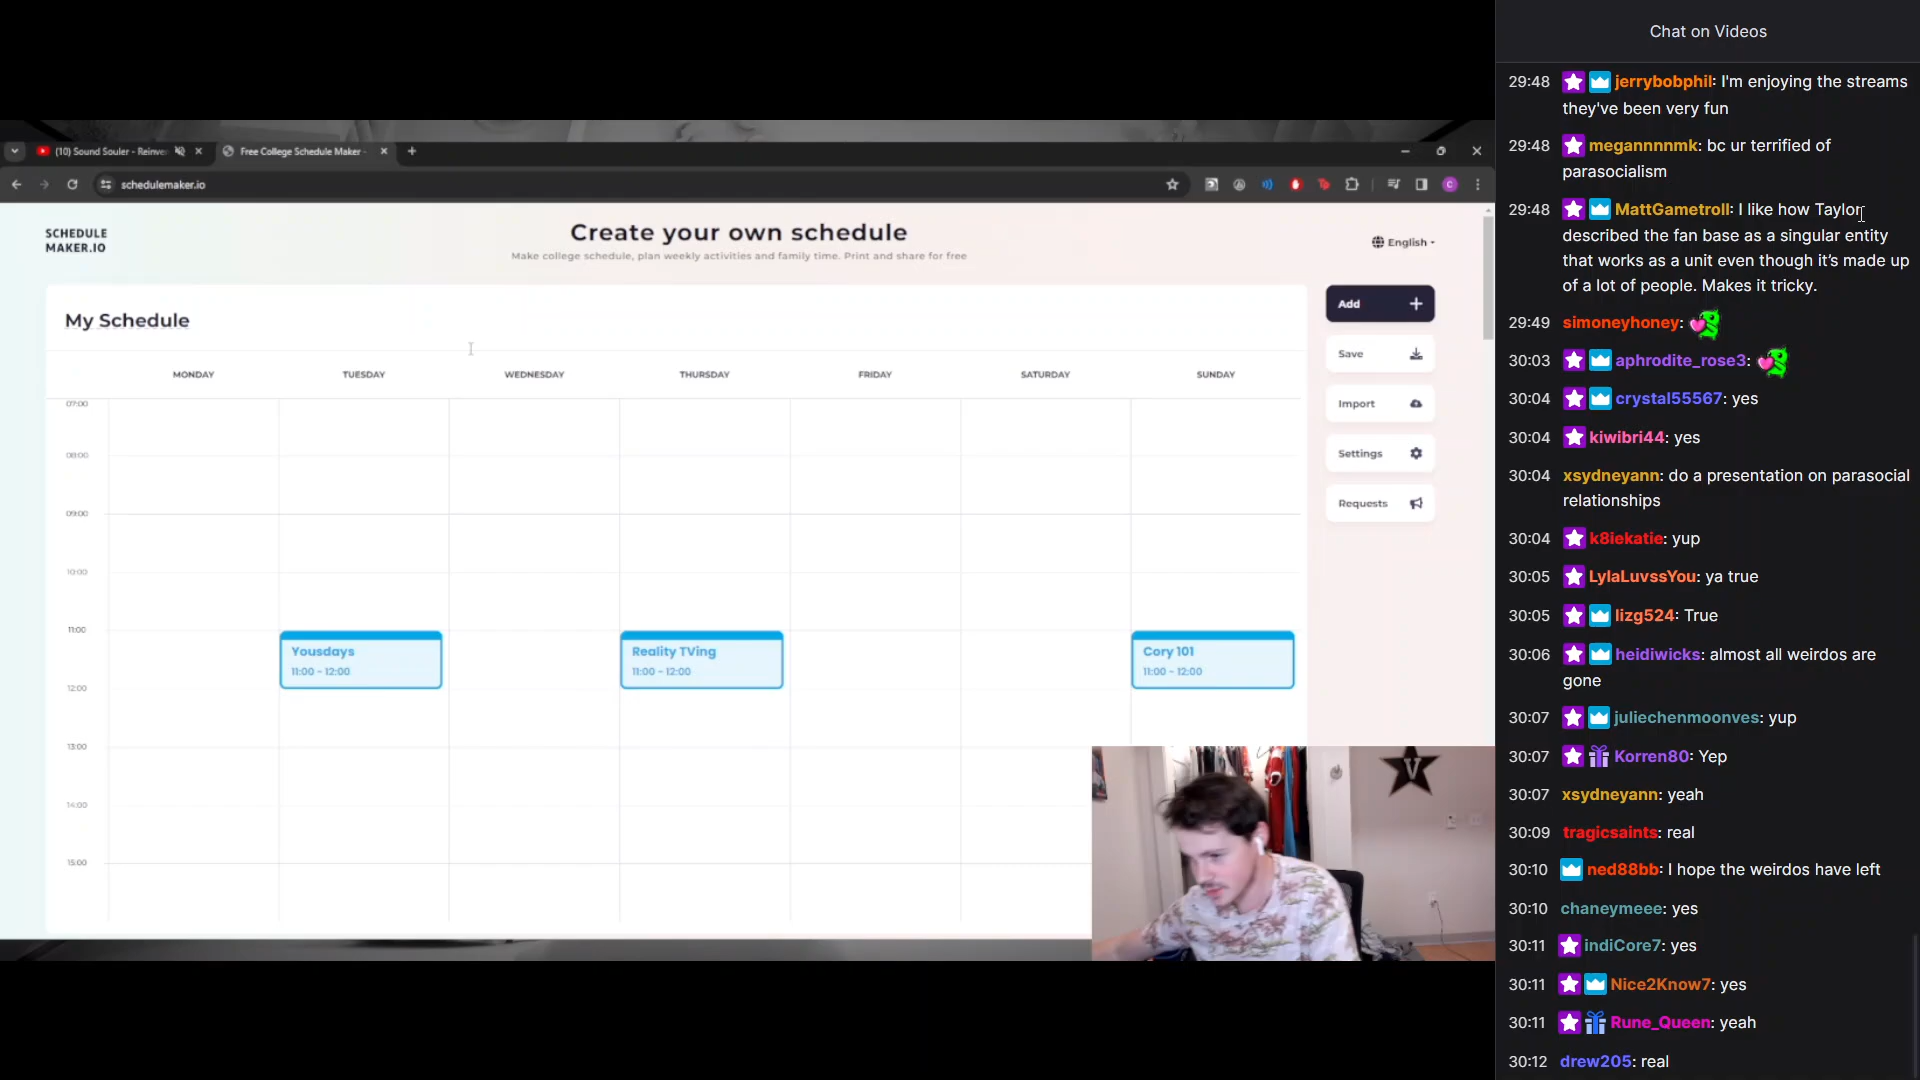 Chat on Videos
(10) Sound Souler - Reinve
Free College Schedule Maker -
schedulemaker.io
C
SCHEDULE
MAKER.IO
Create your own schedule
Make college schedule, plan weekly activities and family time. Print and share for free
English
My Schedule
Add
Save
Import
Settings
Requests
MONDAY TUESDAY WEDNESDAY THURSDAY FRIDAY SATURDAY SUNDAY
07:00
08:00
09:00
10:00
11:00
Yousdays
11:00 - 12:00
Reality TVing
11:00 - 12:00
Cory 101
11:00 - 12:00
12:00
13:00
14:00
15:00
V
29:48 jerrybobphil: I'm enjoying the streams
they've been very fun
29:48 megannnnmk: bc ur terrified of
parasocialism
29:48 MattGametroll: I like how Taylor
described the fan base as a singular entity
that works as a unit even though it's made up
of a lot of people. Makes it tricky.
29:49 simoneyhoney:
30:03 aphrodite_rose3:
30:04 crystal55567: yes
30:04 kiwibri44: yes
30:04 xsydneyann: do a presentation on parasocial
relationships
30:04 k8iekatie: yup
30:05 LylaLuvssYou: ya true
30:05 lizg524: True
30:06 heidiwicks: almost all weirdos are
gone
30:07 juliechenmoonves: yup
30:07 Korren80: Yep
30:07 xsydneyann: yeah
30:09 tragicsaints: real
30:10 ned88bb: I hope the weirdos have left
30:10 chaneymeee: yes
30:11 indiCore7: yes
30:11 Nice2Know7: yes
30:11 Rune_Queen: yeah
30:12 drew205: real